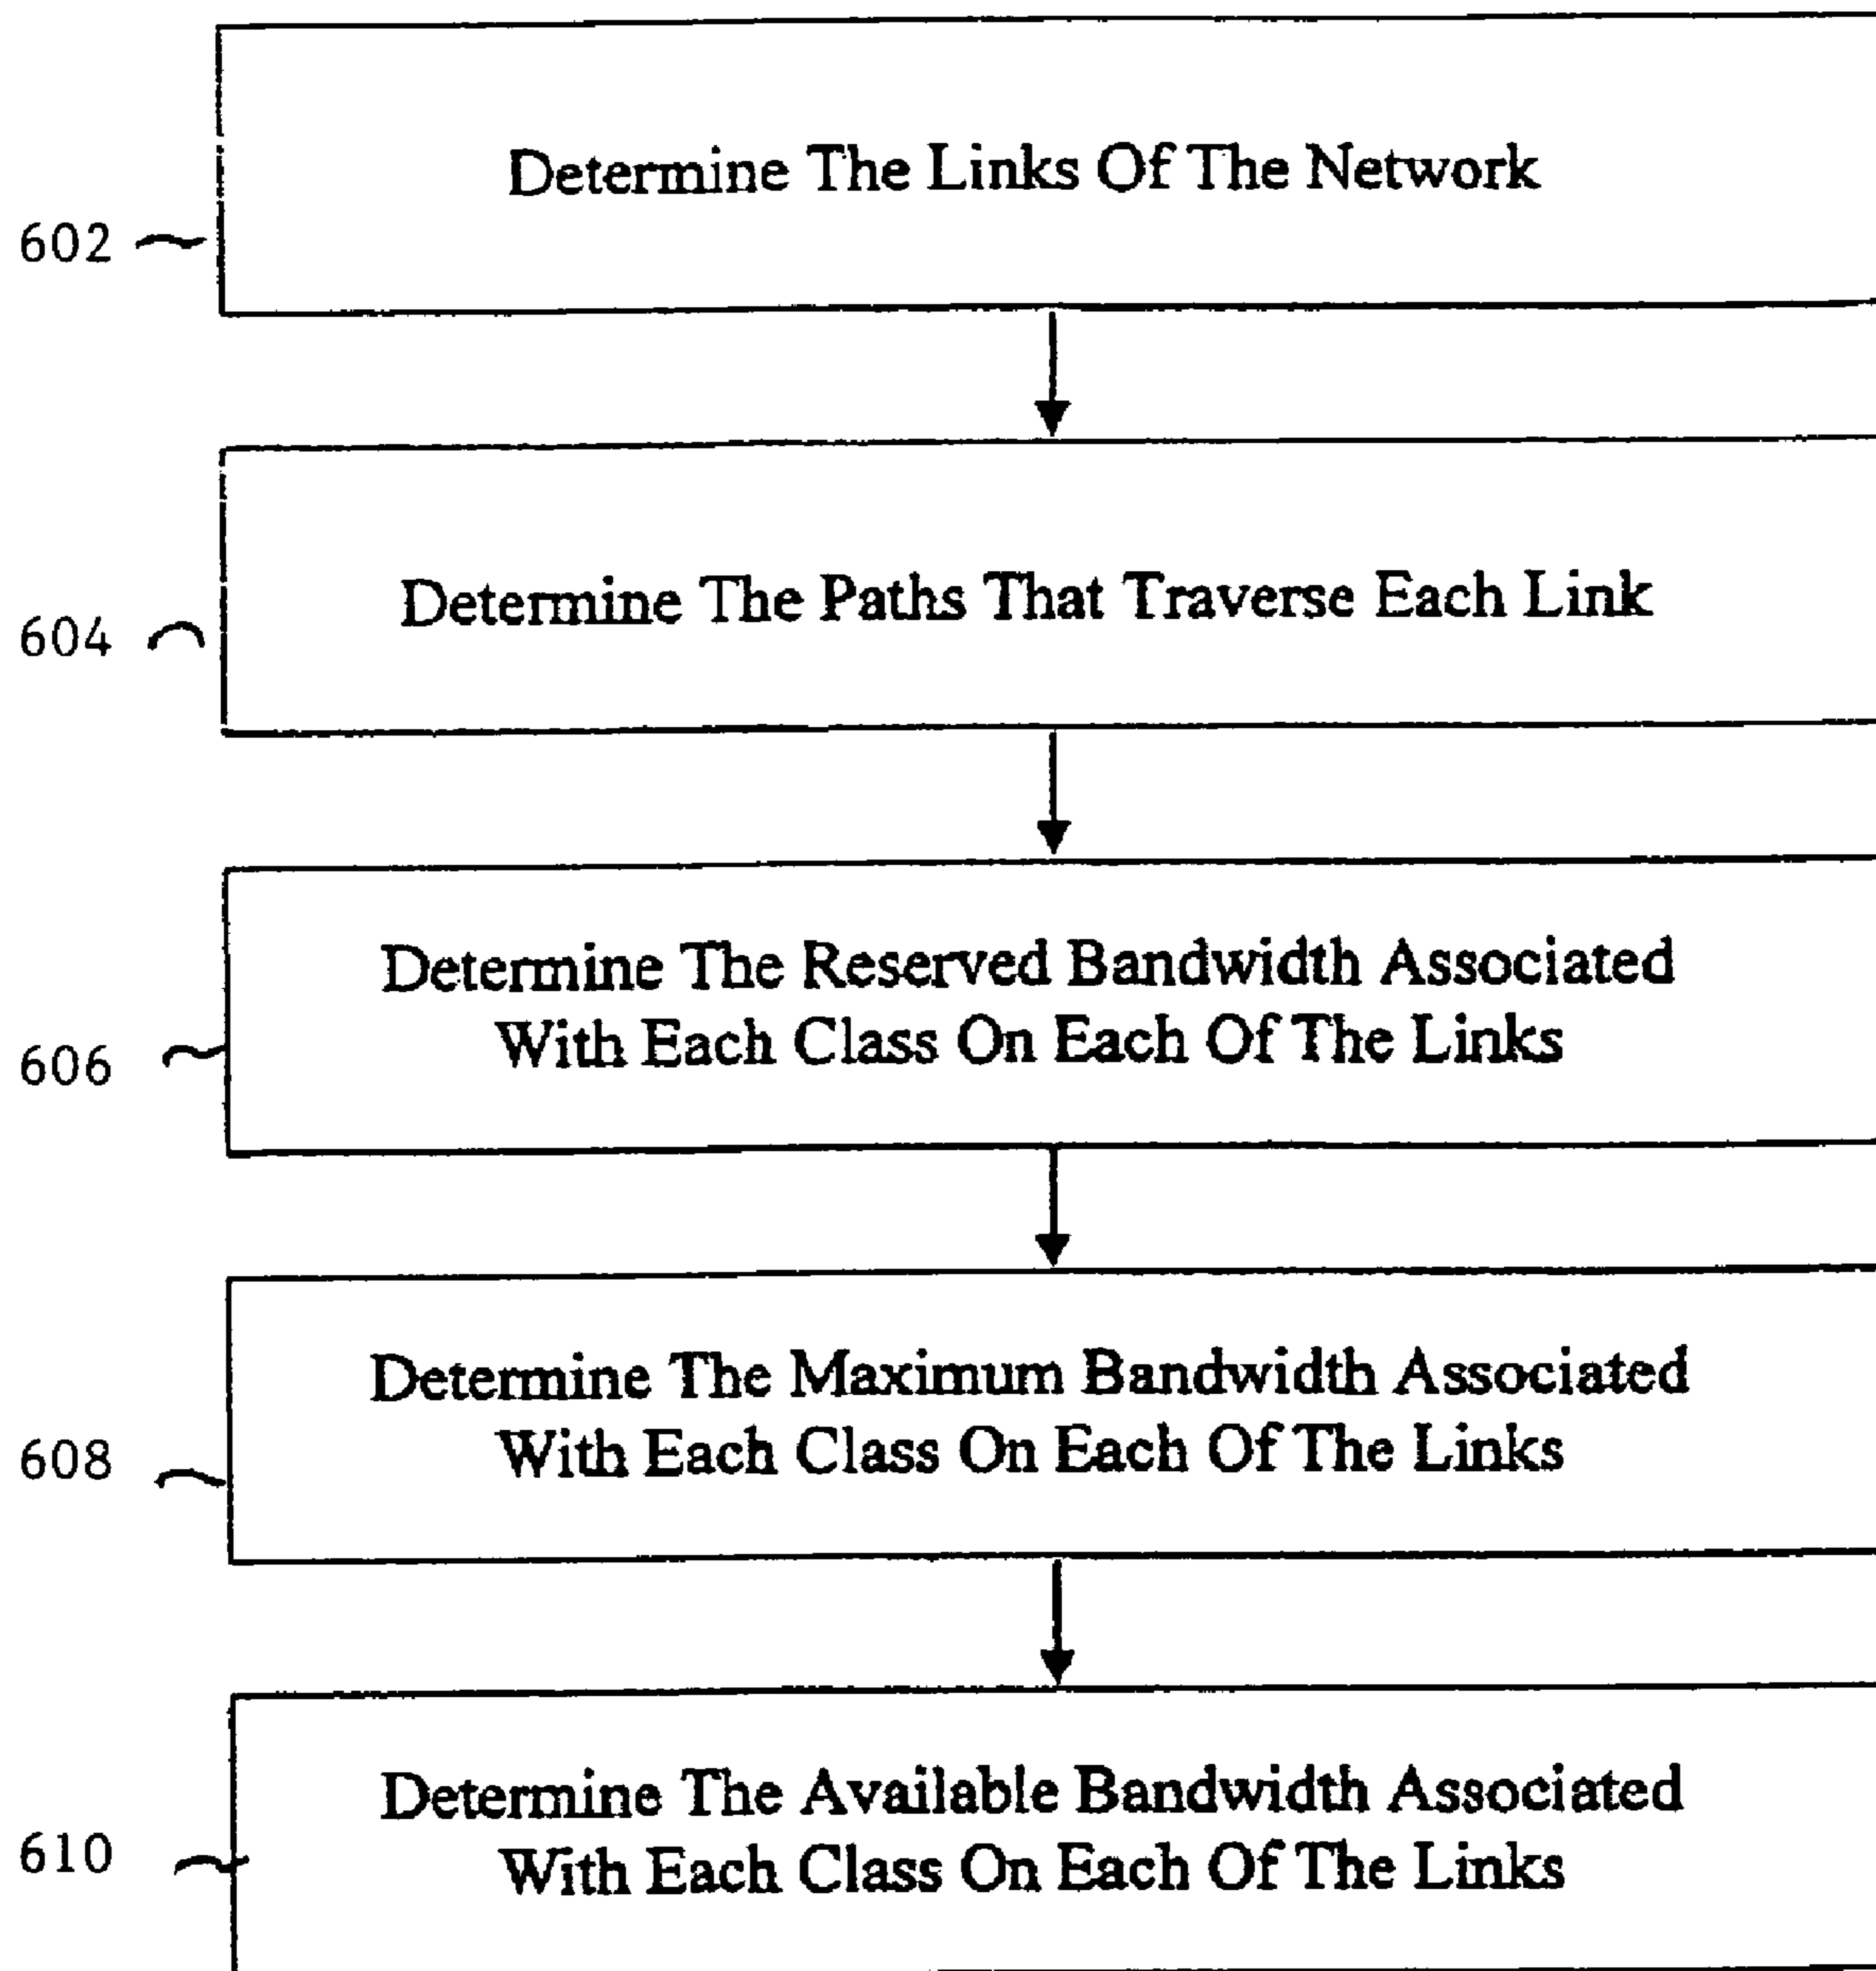 Determine The Links Of The Network
602
Determine The Paths That Traverse Each Link
604
Determine The Reserved Bandwidth Associated
With Each Class On Each Of The Links
606
Determine The Maximum Bandwidth Associated
With Each Class On Each Of The Links
608
Determine The Available Bandwidth Associated
With Each Class On Each Of The Links
610